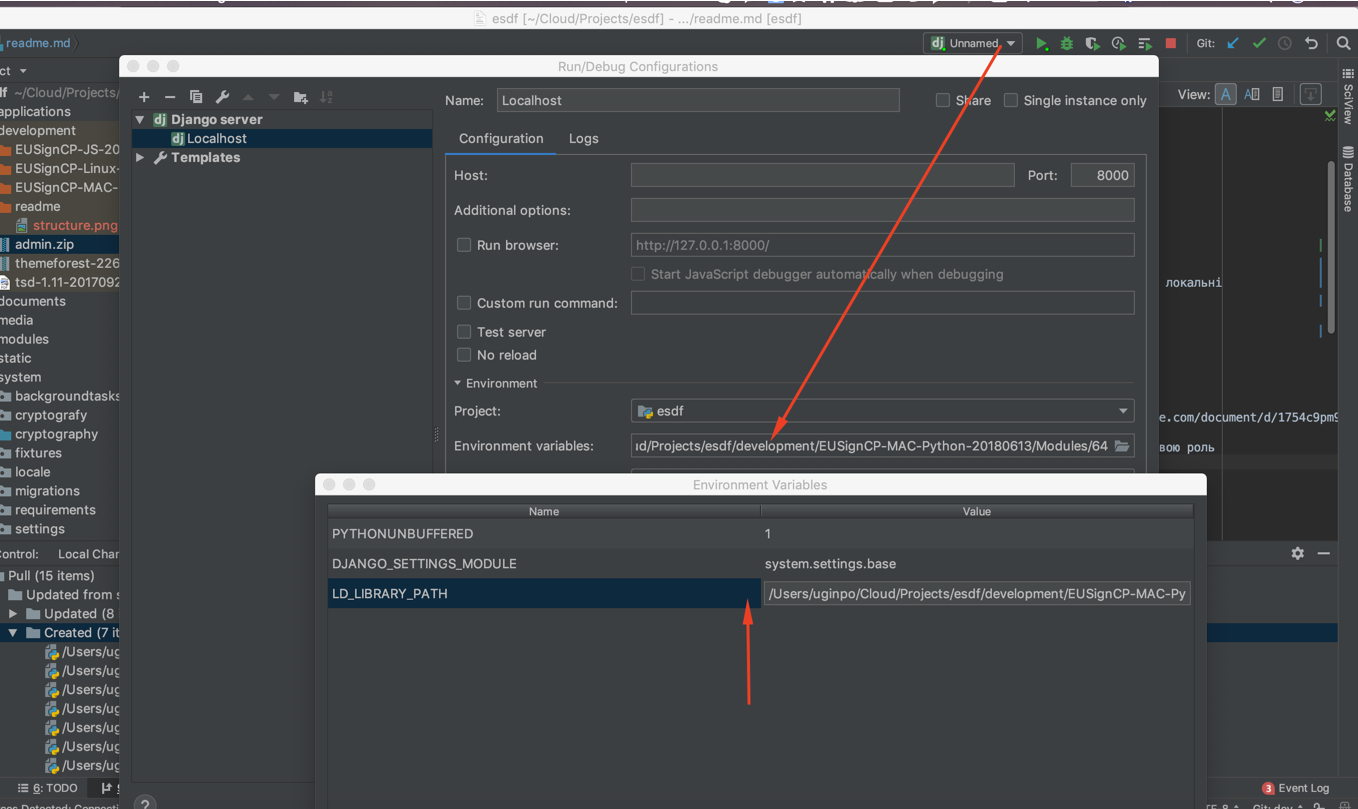 esdf [~/Cloud/Projects/esdf] - .../readme.md [esdf]
readme.md
Unnamed
Git:
Run/Debug Configurations
Name: Localhost
Share
Single instance only
Django server
Localhost
Templates
Configuration
Logs
Host:
Port: 8000
Additional options:
Run browser: http://127.0.0.1:8000/
Start JavaScript debugger automatically when debugging
Custom run command:
Test server
No reload
Environment
Project: esdf
Environment variables: ıd/Projects/esdf/development/EUSignCP-MAC-Python-20180613/Modules/64
Environment Variables
Name
Value
PYTHONUNBUFFERED
1
DJANGO_SETTINGS_MODULE
system.settings.base
LD_LIBRARY_PATH
/Users/uginpo/Cloud/Projects/esdf/development/EUSignCP-MAC-Py
ct
lf ~/Cloud/Projects/
applications
development
EUSignCP-JS-20
EUSignCP-Linux-
EUSignCP-MAC-
readme
structure.png
admin.zip
themeforest-226
tsd-1.11-2017092
documents
media
modules
static
system
backgroundtasks
cryptografy
cryptography
fixtures
locale
migrations
requirements
settings
ontrol: Local Chan
Pull (15 items)
Updated from s
Updated (8
Created (7 it
/Users/ug
/Users/ug
/Users/ug
/Users/ug
/Users/ug
/Users/ug
/Users/ug
6: TODO
?
View:
SciView
Database
локальні
e.com/document/d/1754c9pm9
вою роль
3 Event Log